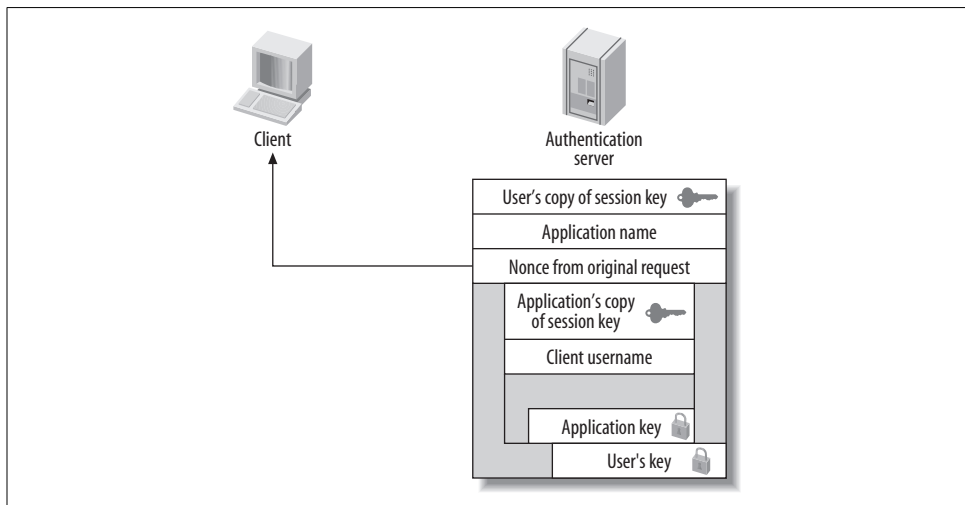 Client
Authentication
server
User’s copy of session key
Application name
Nonce from original request
Application’s copy
of session key
Client username
Application key
User's key